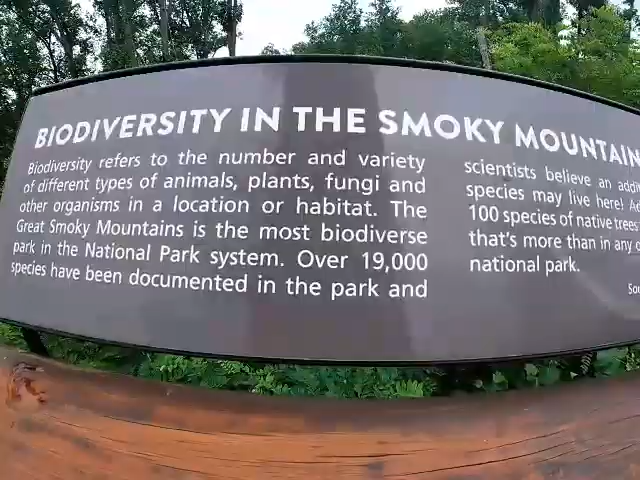 BIODIVERSITY IN THE SMOKY MOUNTAIN
Biodiversity refers to the number and variety
of different types of animals, plants, fungi and
other organisms in a location or habitat. The
Great Smoky Mountains is the most biodiverse
park in the National Park system. Over 19,000
species have been documented in the park and
scientists believe an addi
species may live here! Ad
100 species of native trees
that's more than in any o
national park.
Sou